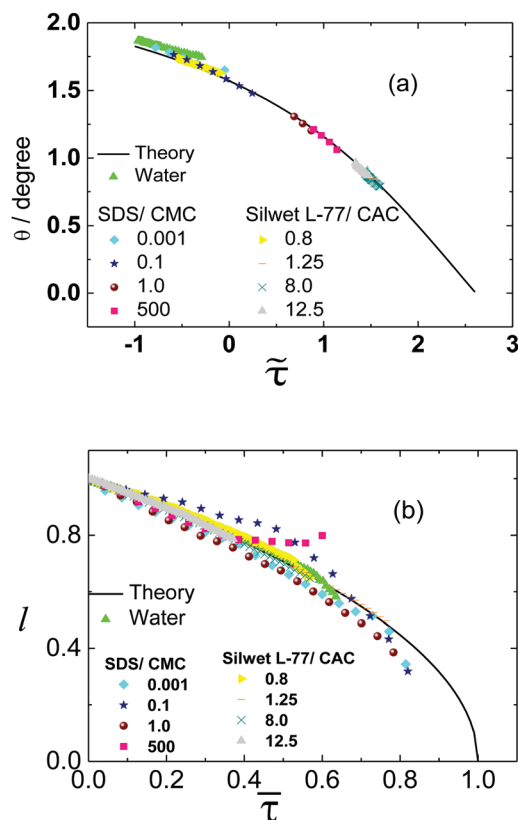 2.0
(a)
1.5
θ / degree
1.0
Theory
Water
SDS/ CMC Silwet L-77/ CAC
0.5
0.001 0.8
0.1 1.25
1.0 8.0
0.0
500 12.5
-1 0 1 2 3
τ̃
(b)
0.8
l
Theory
Water
0.4
SDS/ CMC Silwet L-77/ CAC
0.001 0.8
0.1 1.25
1.0 8.0
500 12.5
0.0
0.0 0.2 0.4 0.6 0.8 1.0
τ̅